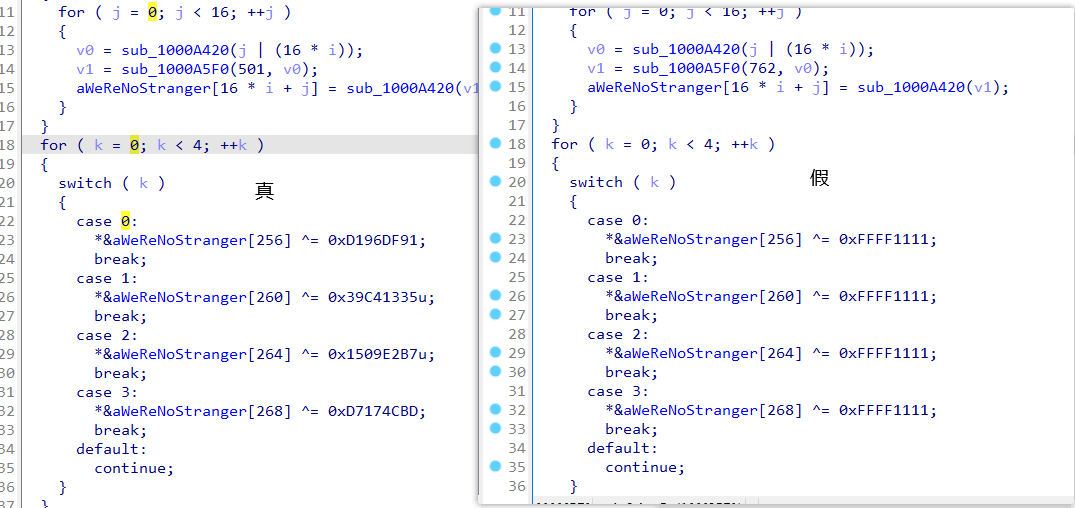 11 for ( j = 0; j < 16; ++j )
12 {
13 v0 = sub_1000A420(j | (16 * i));
14 v1 = sub_1000A5F0(501, v0);
15 aWeReNoStranger[16 * i + j] = sub_1000A420(v1
16 }
17 }
18 for ( k = 0; k < 4; ++k )
19 {
20 switch ( k )
真
21 {
22 case 0:
23 *&aWeReNoStranger[256] ^= 0xD196DF91;
24 break;
25 case 1:
26 *&aWeReNoStranger[260] ^= 0x39C41335u;
27 break;
28 case 2:
29 *&aWeReNoStranger[264] ^= 0x1509E2B7u;
30 break;
31 case 3:
32 *&aWeReNoStranger[268] ^= 0xD7174CBD;
33 break;
34 default:
35 continue;
36 }
37 }
11 for ( j = 0; j < 16; ++j )
12 {
13 v0 = sub_1000A420(j | (16 * i));
14 v1 = sub_1000A5F0(762, v0);
15 aWeReNoStranger[16 * i + j] = sub_1000A420(v1);
16 }
17 }
18 for ( k = 0; k < 4; ++k )
19 {
假
20 switch ( k )
21 {
22 case 0:
23 *&aWeReNoStranger[256] ^= 0xFFFF1111;
24 break;
25 case 1:
26 *&aWeReNoStranger[260] ^= 0xFFFF1111;
27 break;
28 case 2:
29 *&aWeReNoStranger[264] ^= 0xFFFF1111;
30 break;
31 case 3:
32 *&aWeReNoStranger[268] ^= 0xFFFF1111;
33 break;
34 default:
35 continue;
36 }